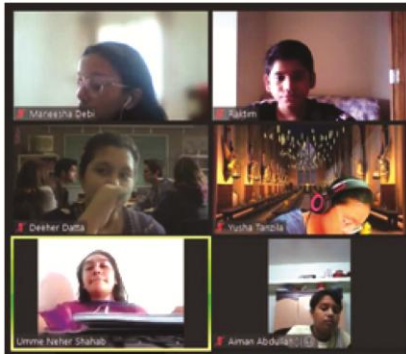 Maneesha Debi
Raktim
Deeher Datta
Yusha Tanzila
Umme Neher Shahab
Aiman Abdullah